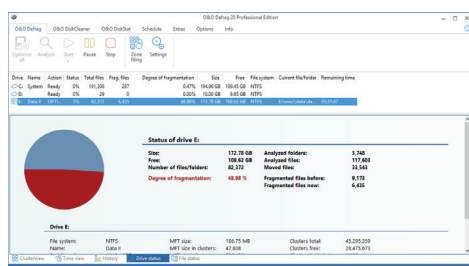 O&O Defrag 20 Professional Edition
O&O Defrag O&O DiskCleaner O&O DiskStat Schedule Extras Options Info
Optimize all Analysis Start Pause Stop Zone filing Settings
Drive Name Action Status Total files Frag. files Degree of fragmentation Size Free File system Current file/folder Remaining time
C: System Ready 0% 191,308 287 0.47% 194.96 GB 109.45 GB NTFS
D: Ready 0% 29 0 0.00% 10.00 GB 9.95 GB NTFS
E: Data II 0% 82,372 6,435 48.98% 172.78 GB 108.62 GB NTFS
Status of drive E:
Size: 172.78 GB Analyzed folders: 3,748
Free: 108.62 GB Analyzed files: 117,603
Number of files/folders: 82,372 Moved files: 33,543
Degree of fragmentation: 48.98 % Fragmented files before: 9,173
Fragmented files now: 6,435
Drive E:
File system: NTFS MFT size: 186.75 MB Clusters total: 45,295,359
Name: Data II MFT size in clusters: 47,808 Clusters free: 28,475,673
ClusterView Time view History Drive status File status